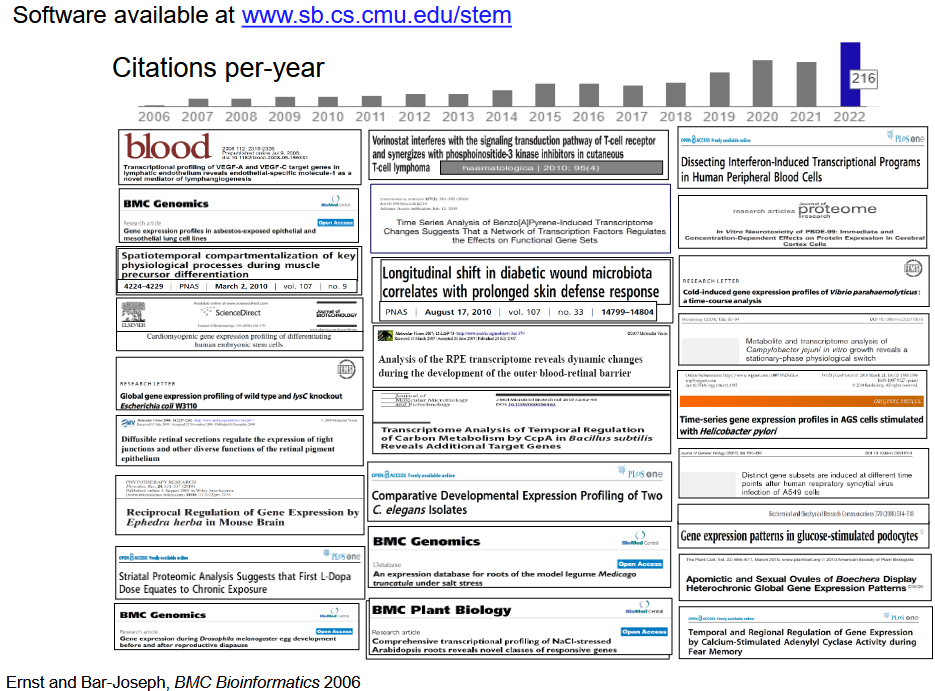 Software available at www.sb.cs.cmu.edu/stem
Citations per-year
216
2006 2007 2008 2009 2010 2011 2012 2013 2014 2015 2016 2017 2018 2019 2020 2021 2022
blood
Transcriptional profiling of VEGF-A and VEGF-C target genes in
lymphatic endothelium reveals endothelial-specific molecule-1 as a
novel mediator of lymphangiogenesis
BMC Genomics
BioMed Central
Research article
Open Access
Gene expression profiles in asbestos-exposed epithelial and
mesothelial lung cell lines
Spatiotemporal compartmentalization of key
physiological processes during muscle
precursor differentiation
4224–4229 | PNAS | March 2, 2010 | vol. 107 | no. 9
Available online at www.sciencedirect.com
ScienceDirect
ELSEVIER
Journal of
BIOTECHNOLOGY
Cardiomyogenic gene expression profiling of differentiating
human embryonic stem cells
FEMS
RESEARCH LETTER
Global gene expression profiling of wild type and lysC knockout
Escherichia coli W3110
Diffusible retinal secretions regulate the expression of tight
junctions and other diverse functions of the retinal pigment
epithelium
PHYTOTHERAPY RESEARCH
Reciprocal Regulation of Gene Expression by
Ephedra herba in Mouse Brain
OPEN ACCESS Freely available online
PLoS one
Striatal Proteomic Analysis Suggests that First L-Dopa
Dose Equates to Chronic Exposure
BMC Genomics
BioMed Central
Research article
Open Access
Gene expression during Drosophila melanogaster egg development
before and after reproductive diapause
Vorinostat interferes with the signaling transduction pathway of T-cell receptor
and synergizes with phosphoinositide-3 kinase inhibitors in cutaneous
T-cell lymphoma
haematologica | 2010; 95(4)
Time Series Analysis of Benzo[A]Pyrene-Induced Transcriptome
Changes Suggests That a Network of Transcription Factors Regulates
the Effects on Functional Gene Sets
Longitudinal shift in diabetic wound microbiota
correlates with prolonged skin defense response
PNAS | August 17, 2010 | vol. 107 | no. 33 | 14799–14804
Analysis of the RPE transcriptome reveals dynamic changes
during the development of the outer blood-retinal barrier
Journal of
Molecular Microbiology
and Biotechnology
Transcriptome Analysis of Temporal Regulation
of Carbon Metabolism by CcpA in Bacillus subtilis
Reveals Additional Target Genes
OPEN ACCESS Freely available online
PLoS one
Comparative Developmental Expression Profiling of Two
C. elegans Isolates
BMC Genomics
BioMed Central
Database
Open Access
An expression database for roots of the model legume Medicago
truncatula under salt stress
BMC Plant Biology
BioMed Central
Research article
Open Access
Comprehensive transcriptional profiling of NaCl-stressed
Arabidopsis roots reveals novel classes of responsive genes
OPEN ACCESS Freely available online
PLoS one
Dissecting Interferon-Induced Transcriptional Programs
in Human Peripheral Blood Cells
research articles
Journal of
proteome
research
In Vitro Neurotoxicity of PBDE-99: Immediate and
Concentration-Dependent Effects on Protein Expression in Cerebral
Cortex Cells
FEMS
RESEARCH LETTER
Cold-induced gene expression profiles of Vibrio parahaemolyticus:
a time-course analysis
Metabolite and transcriptome analysis of
Campylobacter jejuni in vitro growth reveals a
stationary-phase physiological switch
ORIGINAL ARTICLE
Time-series gene expression profiles in AGS cells stimulated
with Helicobacter pylori
Distinct gene subsets are induced at different time
points after human respiratory syncytial virus
infection of A549 cells
Biochemical and Biophysical Research Communications 370 (2008) 514–518
Gene expression patterns in glucose-stimulated podocytes
Apomictic and Sexual Ovules of Boechera Display
Heterochronic Global Gene Expression Patterns
OPEN ACCESS Freely available online
PLoS one
Temporal and Regional Regulation of Gene Expression
by Calcium-Stimulated Adenylyl Cyclase Activity during
Fear Memory
Ernst and Bar-Joseph, BMC Bioinformatics 2006